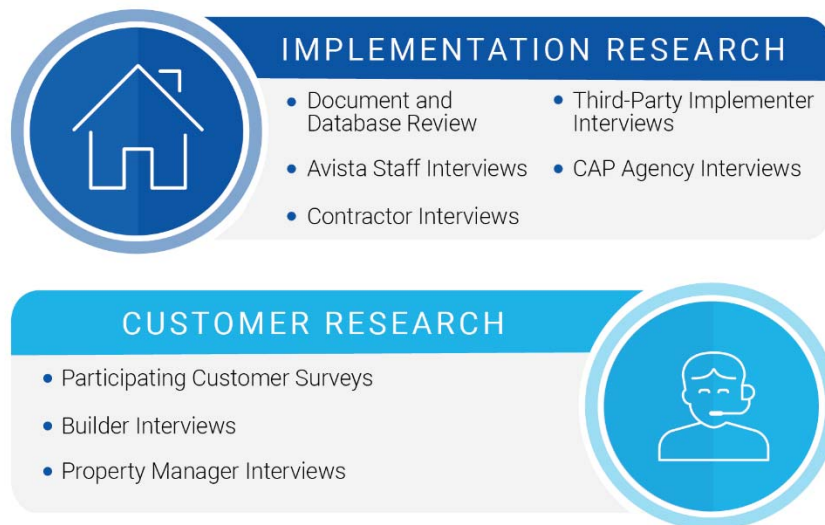 IMPLEMENTATION RESEARCH
• Document and
Database Review
• Avista Staff Interviews
• Contractor Interviews
• Third-Party Implementer
Interviews
• CAP Agency Interviews
CUSTOMER RESEARCH
• Participating Customer Surveys
• Builder Interviews
• Property Manager Interviews